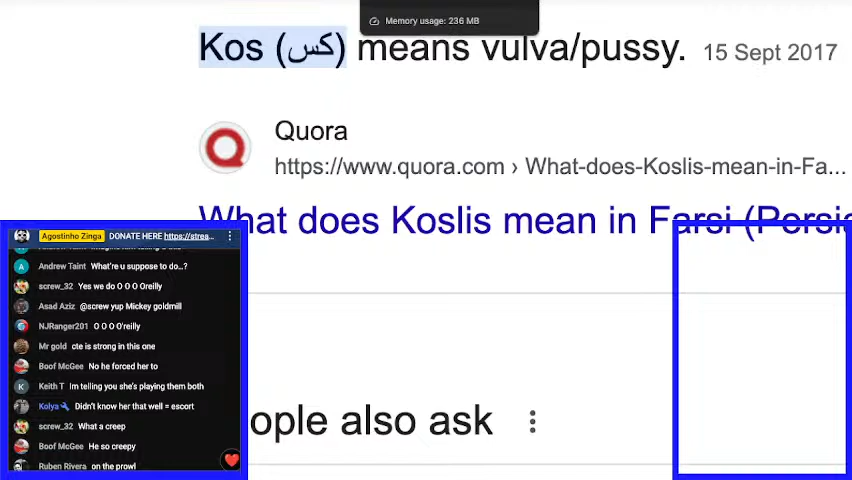 Memory usage: 236 MB
Kos (کس) means vulva/pussy. 15 Sept 2017
Quora
https://www.quora.com › What-does-Koslis-mean-in-Fa...
What does Koslis mean in Farsi (Persia
Agostinho Zinga DONATE HERE https://strea...
Andrew Taint What're u suppose to do…?
screw_32 Yes we do O O O Oreilly
Asad Aziz @screw yup Mickey goldmill
NJRanger201 O O O O'reilly
Mr gold cte is strong in this one
Boof McGee No he forced her to
Keith T Im telling you she's playing them both
Kolya Didn't know her that well = escort
screw_32 What a creep
Boof McGee He so creepy
Ruben Rivera on the prowl
ople also ask